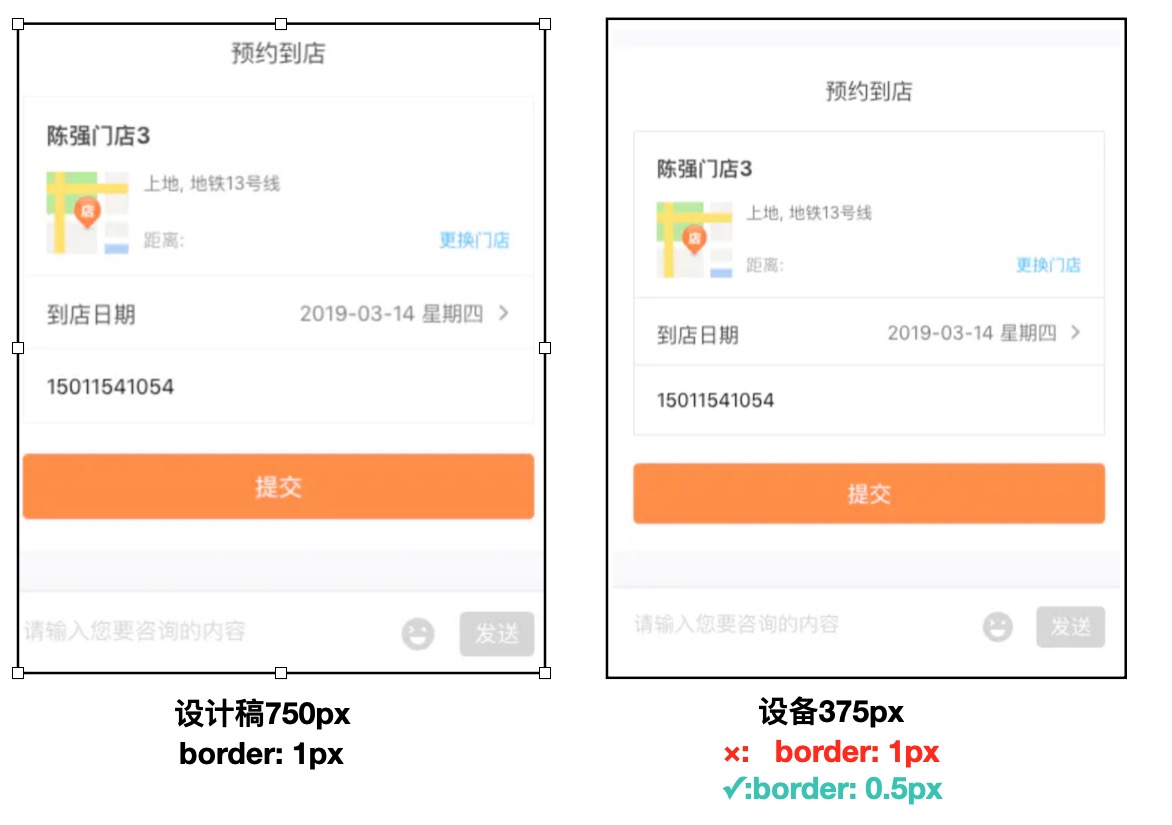 预约到店
陈强门店3
上地, 地铁13号线
店
距离:
更换门店
到店日期
2019-03-14 星期四
15011541054
提交
请输入您要咨询的内容
发送
设计稿750px
border: 1px
预约到店
陈强门店3
上地, 地铁13号线
店
距离:
更换门店
到店日期
2019-03-14 星期四
15011541054
提交
请输入您要咨询的内容
发送
设备375px
×: border: 1px
✓:border: 0.5px